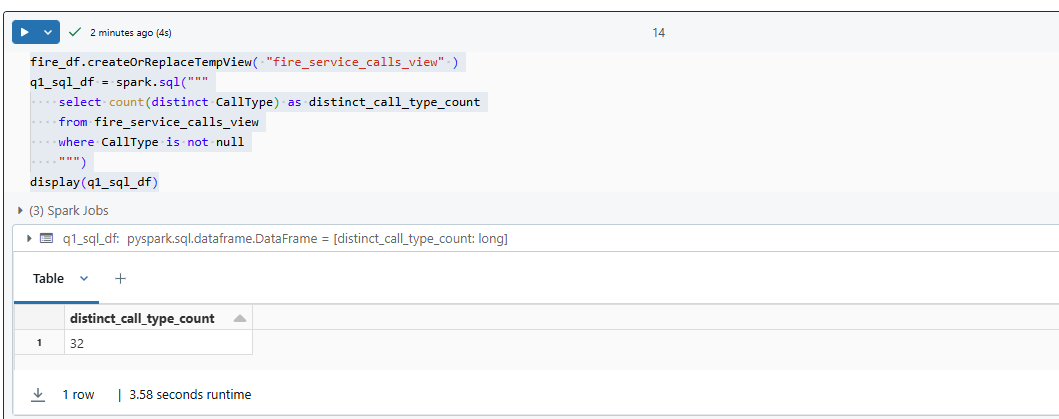 2 minutes ago (4s)
14
fire_df.createOrReplaceTempView( "fire_service_calls_view" )
q1_sql_df = spark.sql("""
select count(distinct CallType) as distinct_call_type_count
from fire_service_calls_view
where CallType is not null
""")
display(q1_sql_df)
(3) Spark Jobs
q1_sql_df: pyspark.sql.dataframe.DataFrame = [distinct_call_type_count: long]
Table
distinct_call_type_count
1 32
1 row | 3.58 seconds runtime